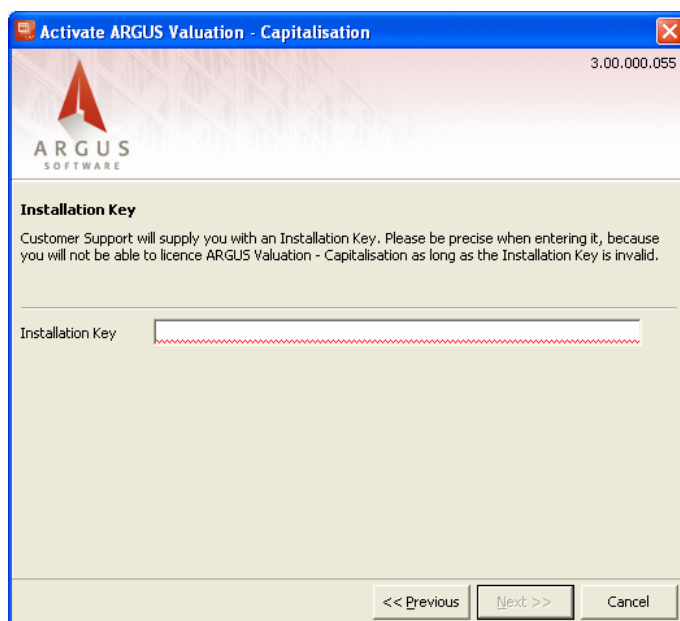 Activate ARGUS Valuation - Capitalisation
3.00.000.055
ARGUS
SOFTWARE
Installation Key
Customer Support will supply you with an Installation Key. Please be precise when entering it, because
you will not be able to licence ARGUS Valuation - Capitalisation as long as the Installation Key is invalid.
Installation Key
<< Previous
Next >>
Cancel